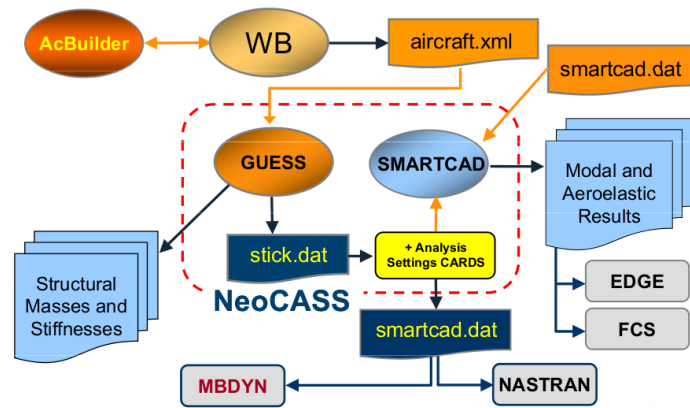 AcBuilder
WB
aircraft.xml
smartcad.dat
GUESS
SMARTCAD
Modal and
Aeroelastic
Results
stick.dat
+ Analysis
Settings CARDS
NeoCASS
Structural
Masses and
Stiffnesses
EDGE
smartcad.dat
FCS
MBDYN
NASTRAN